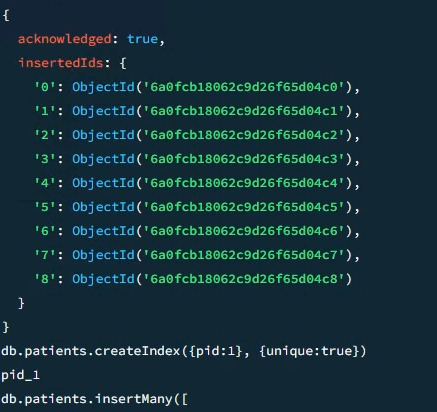 {
  acknowledged: true,
  insertedIds: {
    '0': ObjectId('6a0fcb18062c9d26f65d04c0'),
    '1': ObjectId('6a0fcb18062c9d26f65d04c1'),
    '2': ObjectId('6a0fcb18062c9d26f65d04c2'),
    '3': ObjectId('6a0fcb18062c9d26f65d04c3'),
    '4': ObjectId('6a0fcb18062c9d26f65d04c4'),
    '5': ObjectId('6a0fcb18062c9d26f65d04c5'),
    '6': ObjectId('6a0fcb18062c9d26f65d04c6'),
    '7': ObjectId('6a0fcb18062c9d26f65d04c7'),
    '8': ObjectId('6a0fcb18062c9d26f65d04c8')
  }
}
db.patients.createIndex({pid:1}, {unique:true})
pid_1
db.patients.insertMany([